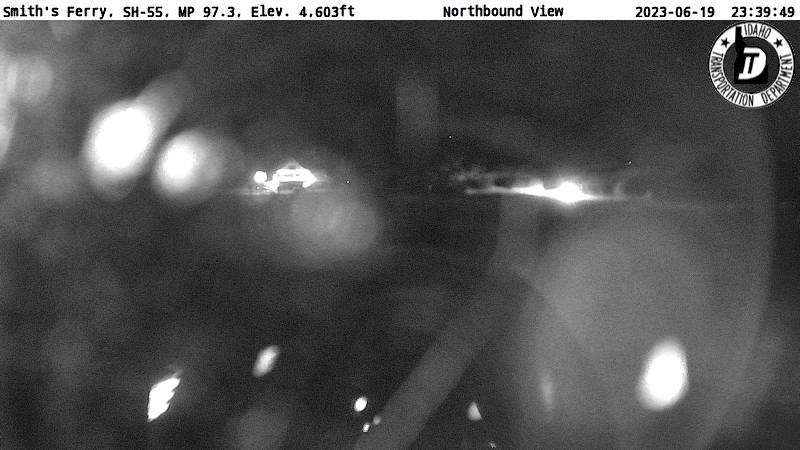 Smith's Ferry, SH-55, MP 97.3, Elev. 4,603ft Northbound View 2023-06-19 23:39:49
IDAHO
TRANSPORTATION DEPARTMENT